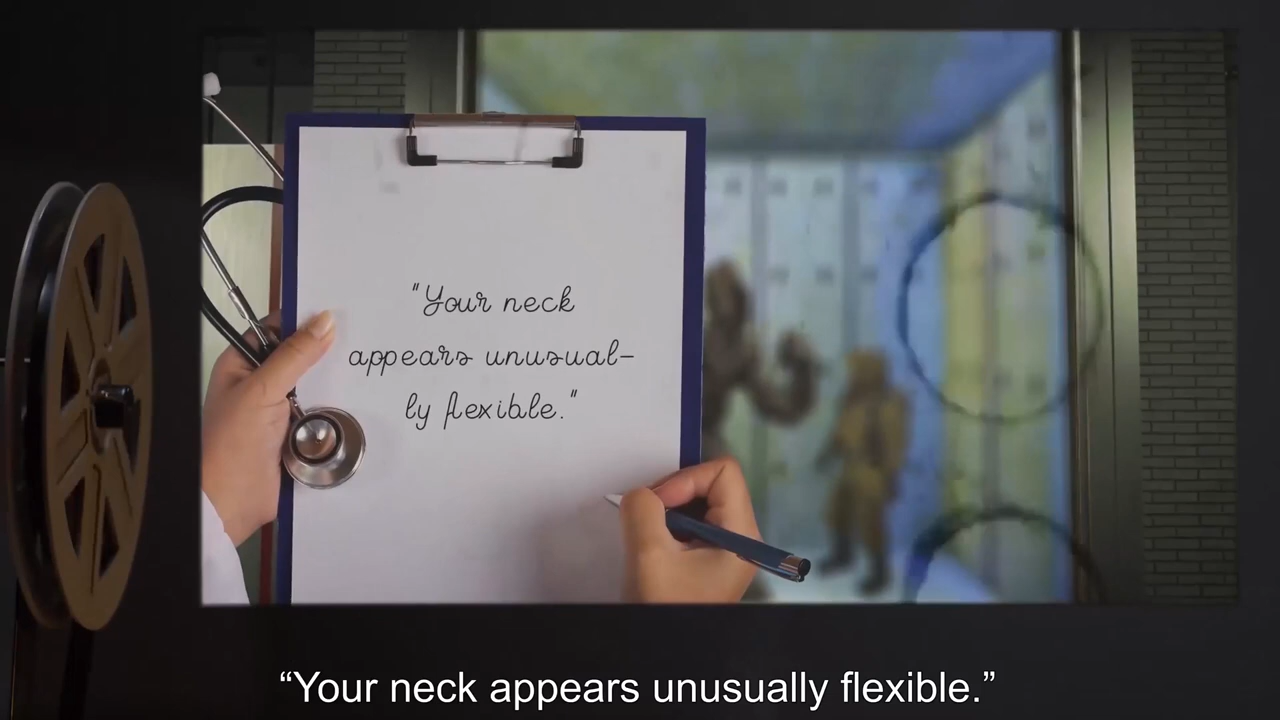 "Your neck
appears unusual-
ly flexible."
“Your neck appears unusually flexible.”